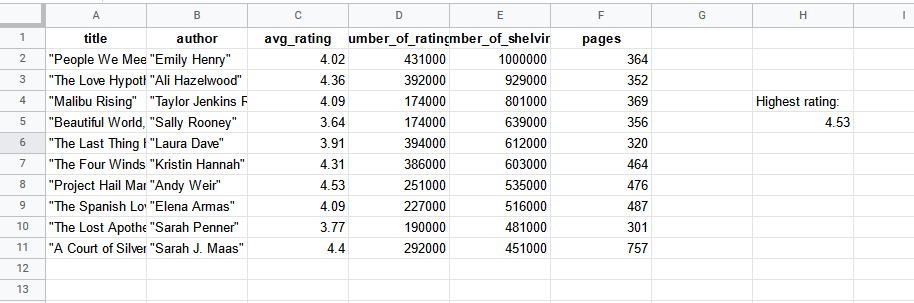 A B C D E F G H I
1 title author avg_rating umber_of_rating mber_of_shelvin pages
2 "People We Mee "Emily Henry" 4.02 431000 1000000 364
3 "The Love Hypoth "Ali Hazelwood" 4.36 392000 929000 352
4 "Malibu Rising" "Taylor Jenkins R 4.09 174000 801000 369 Highest rating:
5 "Beautiful World, "Sally Rooney" 3.64 174000 639000 356 4.53
6 "The Last Thing "Laura Dave" 3.91 394000 612000 320
7 "The Four Winds "Kristin Hannah" 4.31 386000 603000 464
8 "Project Hail Mar "Andy Weir" 4.53 251000 535000 476
9 "The Spanish Lov "Elena Armas" 4.09 227000 516000 487
10 "The Lost Apothe "Sarah Penner" 3.77 190000 481000 301
11 "A Court of Silver "Sarah J. Maas" 4.4 292000 451000 757
12
13